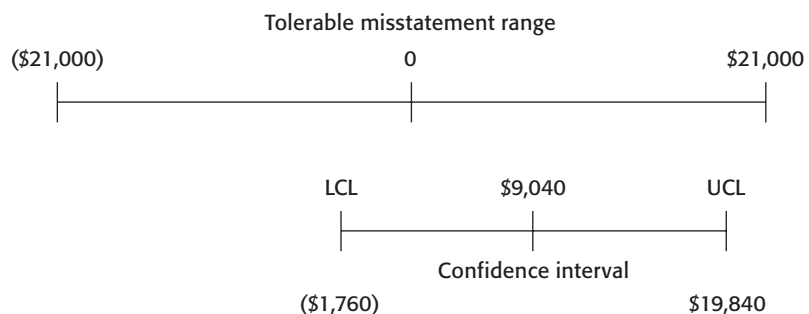 Tolerable misstatement range
($21,000) 0 $21,000
LCL $9,040 UCL
Confidence interval
($1,760) $19,840